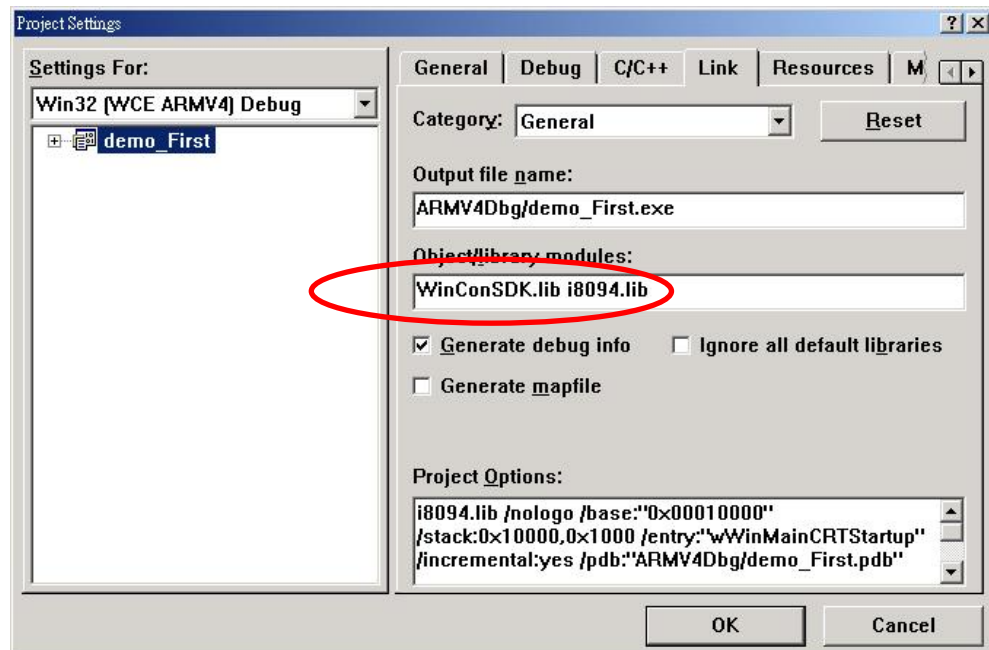 Project Settings
Settings For:
Win32 (WCE ARMV4) Debug
demo_First
General Debug C/C++ Link Resources M
Category: General Reset
Output file name:
ARMV4Dbg/demo_First.exe
Object/library modules:
WinConSDK.lib i8094.lib
Generate debug info Ignore all default libraries
Generate mapfile
Project Options:
i8094.lib /nologo /base:"0x00010000"
/stack:0x10000,0x1000 /entry:"wWinMainCRTStartup"
/incremental:yes /pdb:"ARMV4Dbg/demo_First.pdb"
OK Cancel